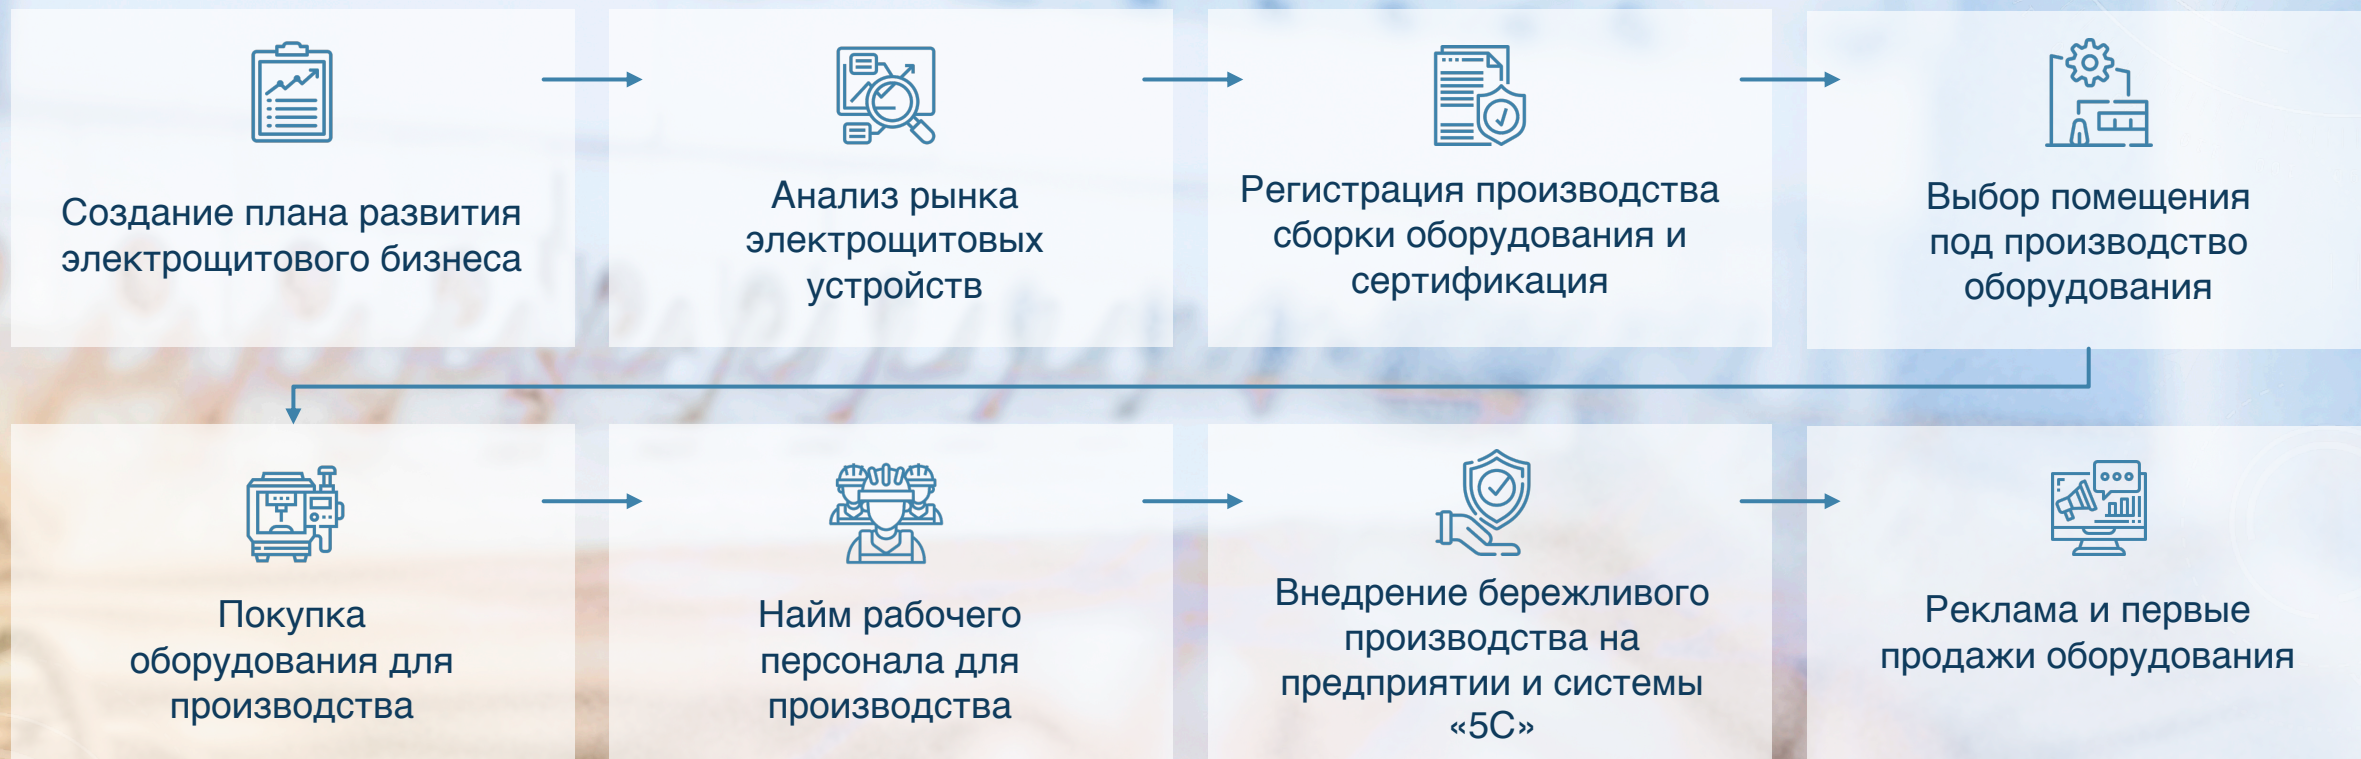 Создание плана развития
электрощитового бизнеса
Анализ рынка
электрощитовых
устройств
Регистрация производства
сборки оборудования и
сертификация
Выбор помещения
под производство
оборудования
Покупка
оборудования для
производства
Найм рабочего
персонала для
производства
Внедрение бережливого
производства на
предприятии и системы
«5С»
Реклама и первые
продажи оборудования